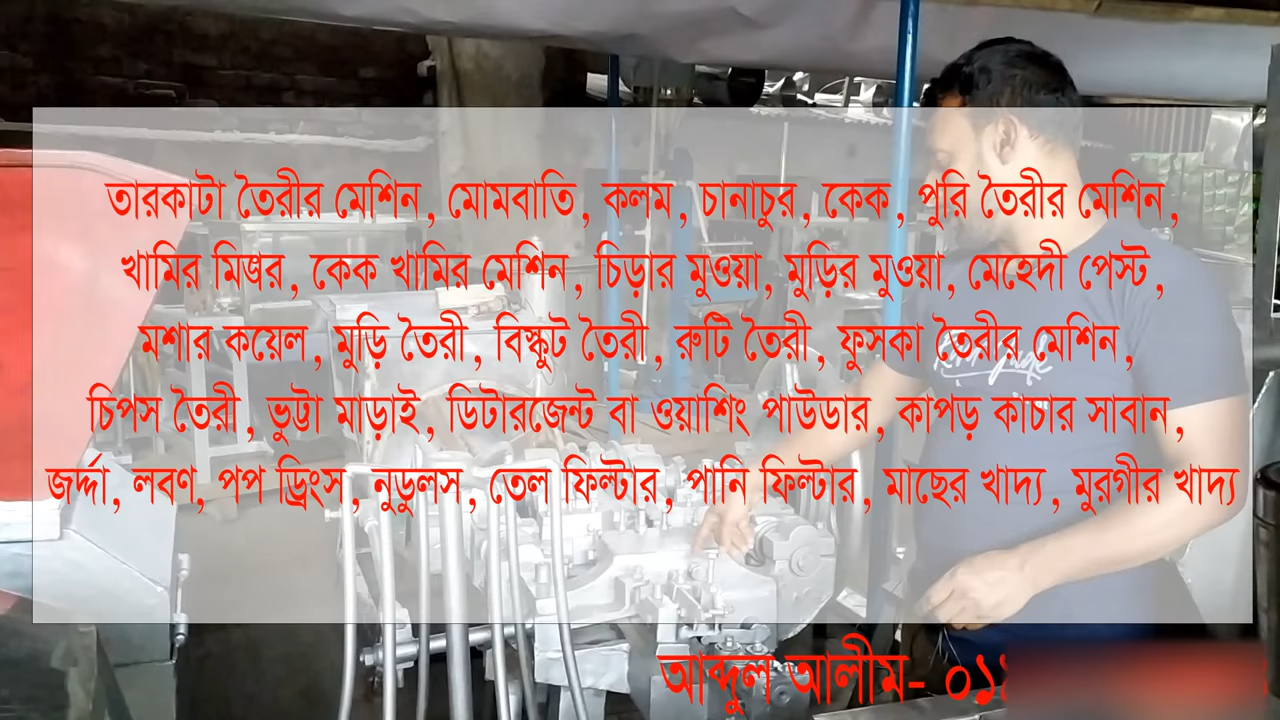 তারকাটা তৈরীর মেশিন, মোমবাতি, কলম, চানাচুর, কেক, পুরি তৈরীর মেশিন,
খামির মিঙ্রর, কেক খামির মেশিন, চিড়ার মুওয়া, মুড়ির মুওয়া, মেহেদী পেস্ট,
মশার কয়েল, মুড়ি তৈরী, বিস্কুট তৈরী, রুটি তৈরী, ফুসকা তৈরীর মেশিন,
চিপস তৈরী, ভুট্টা মাড়াই, ডিটারজেন্ট বা ওয়াশিং পাউডার, কাপড় কাচার সাবান,
জর্দ্দা, লবণ, পপ ড্রিংস, নুডুলস, তেল ফিল্টার, পানি ফিল্টার, মাছের খাদ্য, মুরগীর খাদ্য
আব্দুল আলীম- ০১